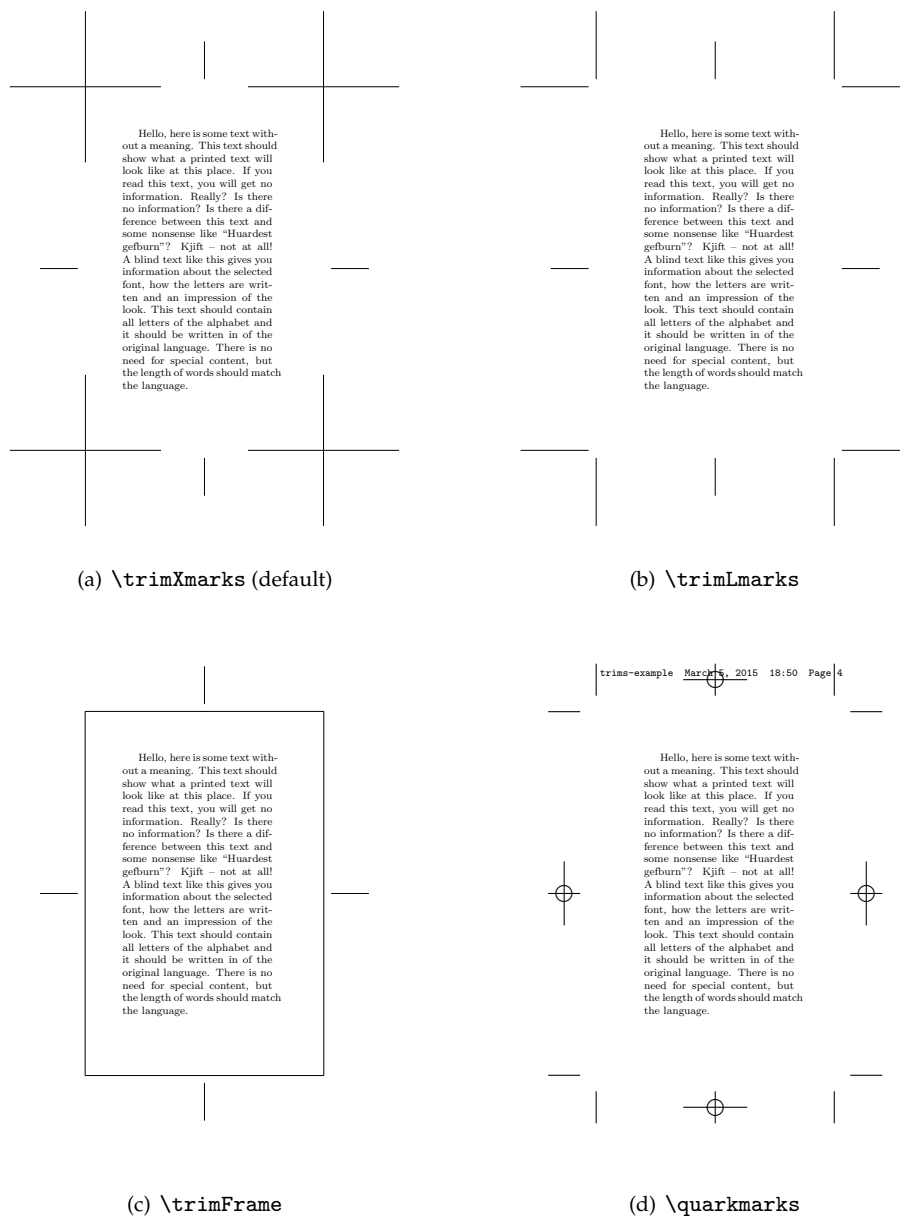 Hello, here is some text with-
out a meaning. This text should
show what a printed text will
look like at this place. If you
read this text, you will get no
information. Really? Is there
no information? Is there a dif-
ference between this text and
some nonsense like “Huardest
gefburn”? Kjift – not at all!
A blind text like this gives you
information about the selected
font, how the letters are writ-
ten and an impression of the
look. This text should contain
all letters of the alphabet and
it should be written in of the
original language. There is no
need for special content, but
the length of words should match
the language.
(a) \trimXmarks (default)
Hello, here is some text with-
out a meaning. This text should
show what a printed text will
look like at this place. If you
read this text, you will get no
information. Really? Is there
no information? Is there a dif-
ference between this text and
some nonsense like “Huardest
gefburn”? Kjift – not at all!
A blind text like this gives you
information about the selected
font, how the letters are writ-
ten and an impression of the
look. This text should contain
all letters of the alphabet and
it should be written in of the
original language. There is no
need for special content, but
the length of words should match
the language.
(b) \trimLmarks
Hello, here is some text with-
out a meaning. This text should
show what a printed text will
look like at this place. If you
read this text, you will get no
information. Really? Is there
no information? Is there a dif-
ference between this text and
some nonsense like “Huardest
gefburn”? Kjift – not at all!
A blind text like this gives you
information about the selected
font, how the letters are writ-
ten and an impression of the
look. This text should contain
all letters of the alphabet and
it should be written in of the
original language. There is no
need for special content, but
the length of words should match
the language.
(c) \trimFrame
trims-example March 5, 2015 18:50 Page 4
Hello, here is some text with-
out a meaning. This text should
show what a printed text will
look like at this place. If you
read this text, you will get no
information. Really? Is there
no information? Is there a dif-
ference between this text and
some nonsense like “Huardest
gefburn”? Kjift – not at all!
A blind text like this gives you
information about the selected
font, how the letters are writ-
ten and an impression of the
look. This text should contain
all letters of the alphabet and
it should be written in of the
original language. There is no
need for special content, but
the length of words should match
the language.
(d) \quarkmarks